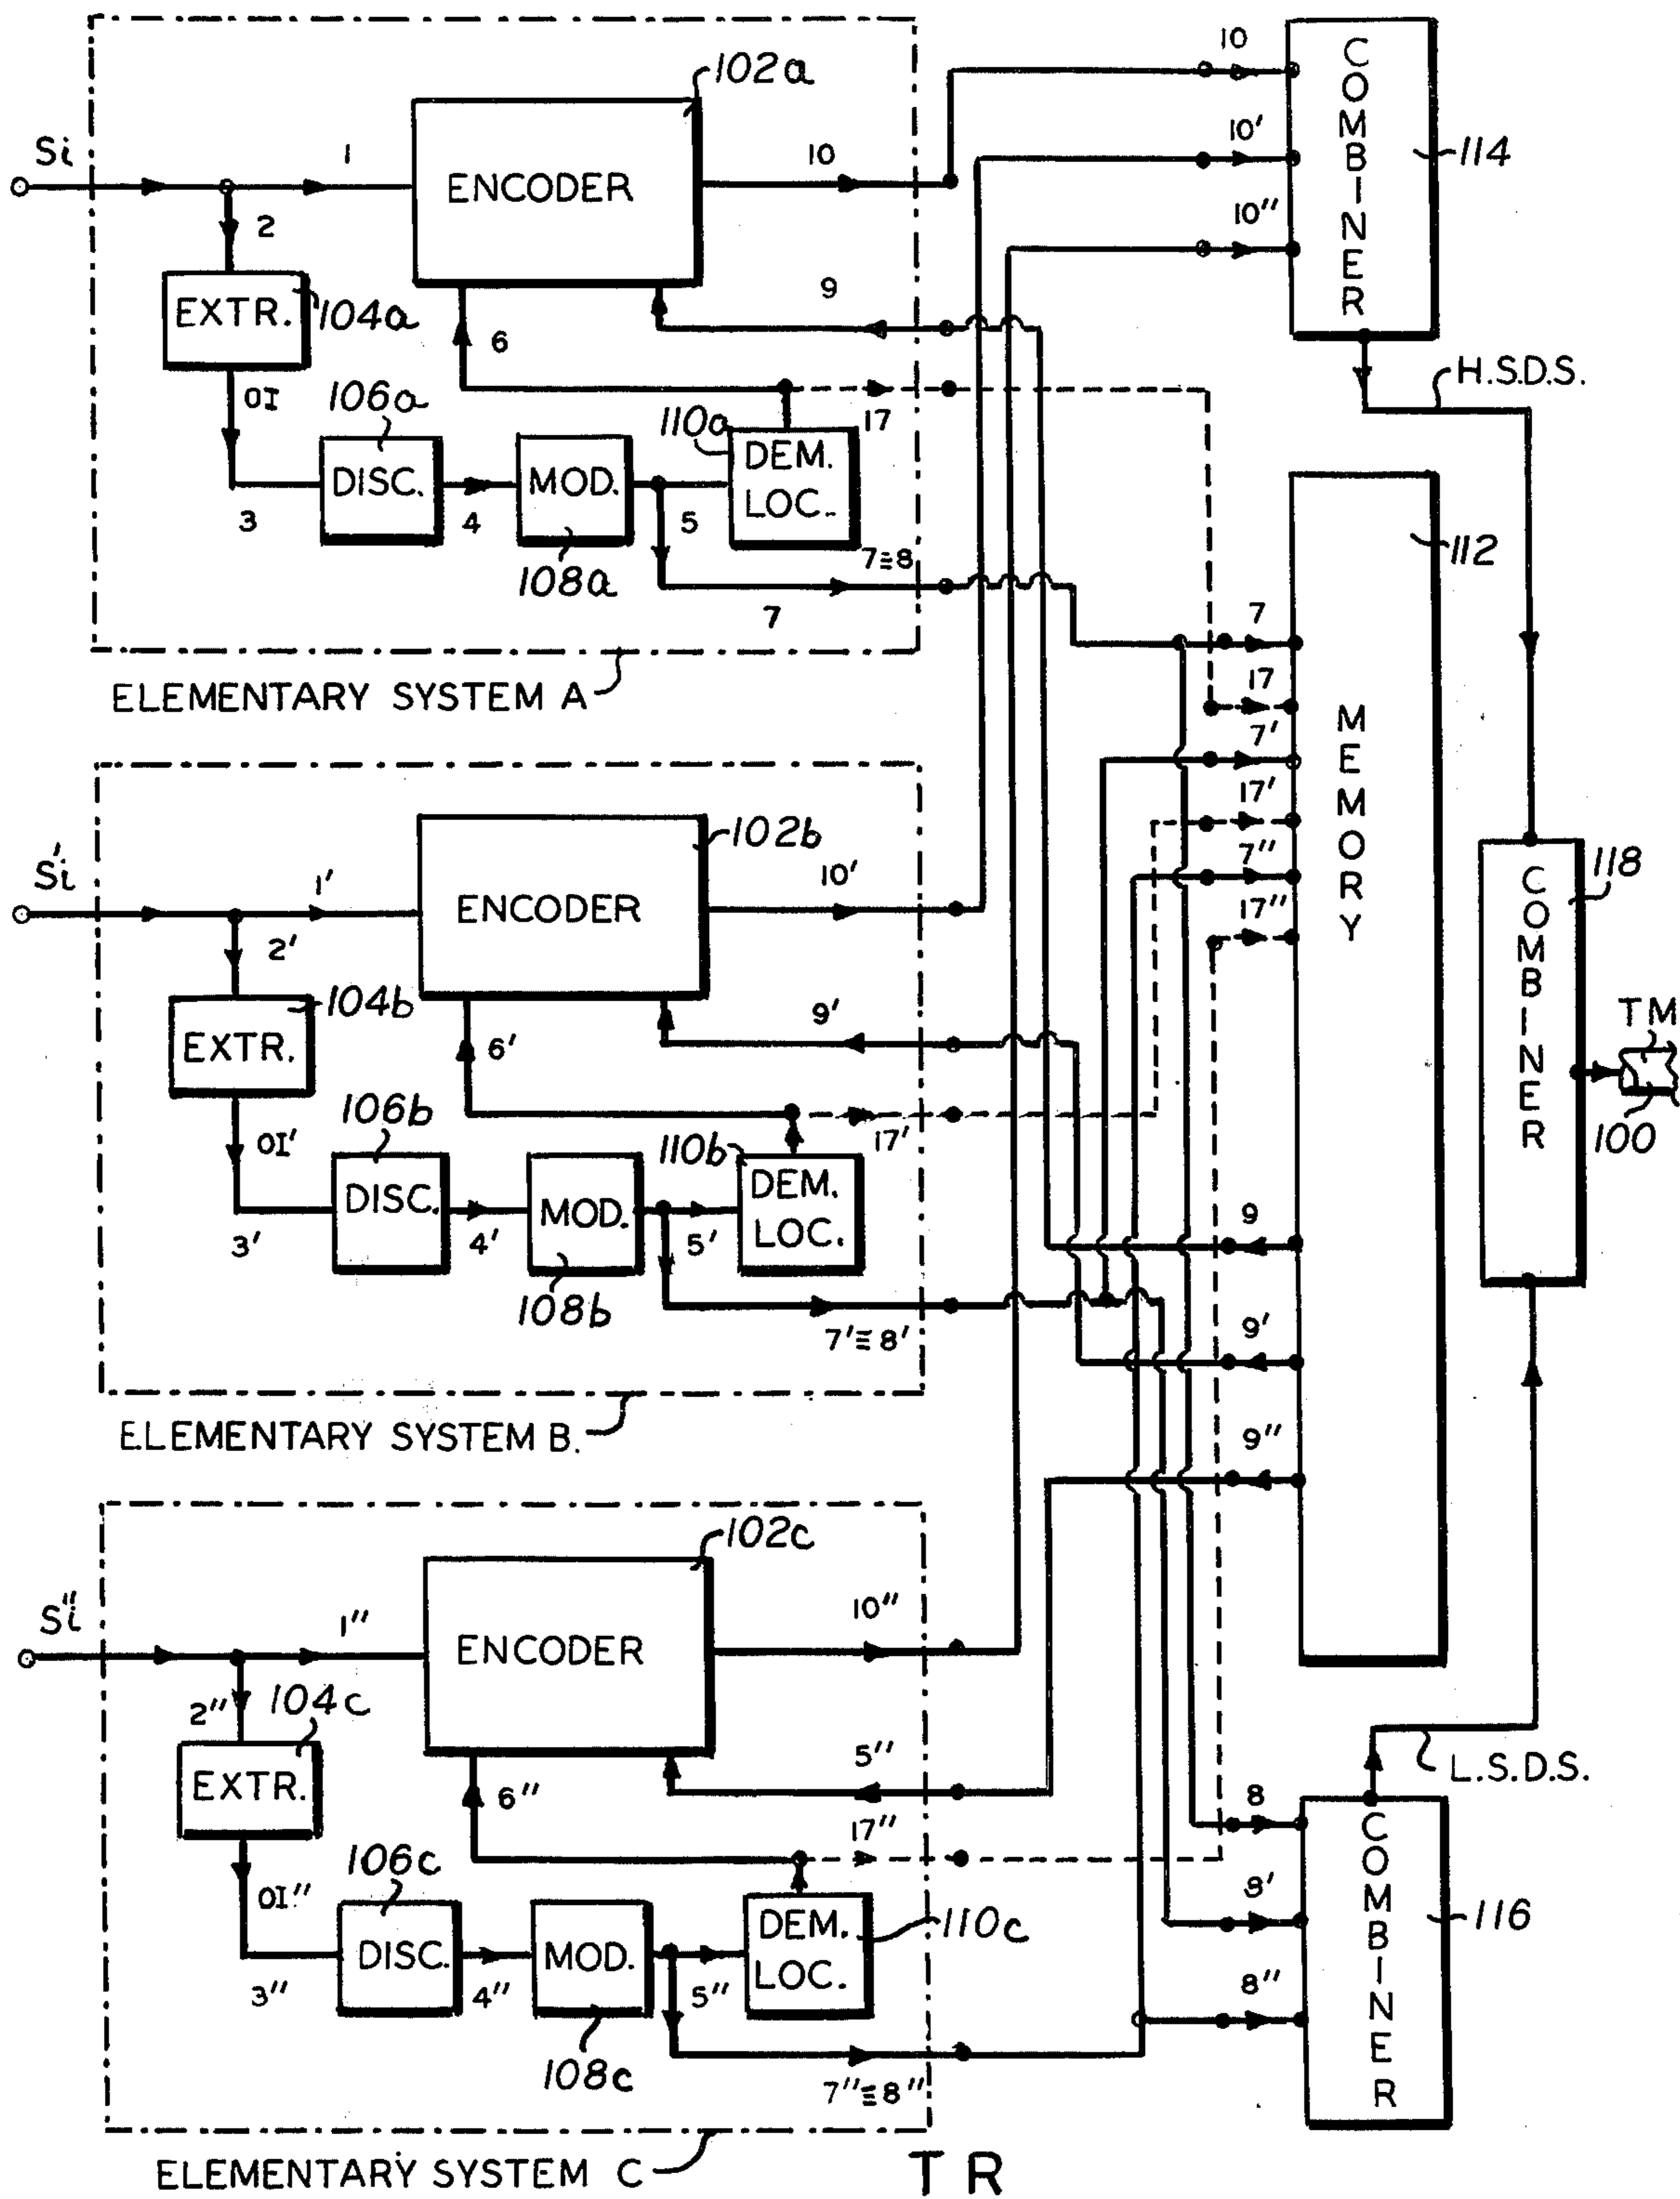 102a
10
Si
1
10
COMBINER
10'
114
ENCODER
2
10''
EXTR.
104a
9
6
H.S.D.S.
OI
106a
17
110a
DISC.
MOD.
DEM.
LOC.
3
4
5
112
7≡8
108a
7
7
ELEMENTARY SYSTEM A
17
MEMORY
7'
17'
102b
7''
S'i
1'
10'
118
COMBINER
ENCODER
17''
2'
104b
9'
TM
EXTR.
6'
106b
OI'
17'
110b
100
DISC.
MOD.
DEM.
LOC.
9
3'
4'
5'
108b
7'≡8'
9'
ELEMENTARY SYSTEM B.
9''
102c
S''i
1''
10''
ENCODER
2''
104c
5''
L.S.D.S.
EXTR.
6''
8
17''
COMBINER
106c
OI''
8'
DEM.
LOC.
110c
116
DISC.
MOD.
3''
4''
5''
8''
108c
7''≡8''
ELEMENTARY SYSTEM C
TR